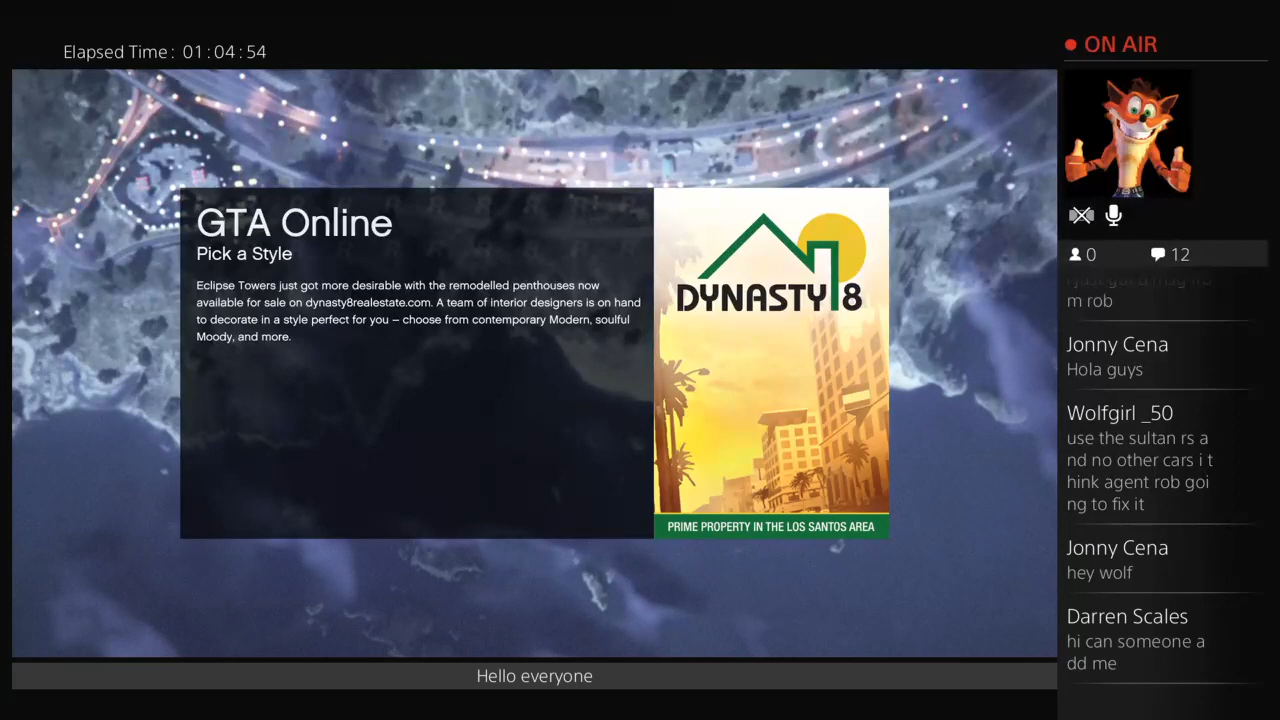 Elapsed Time: 01:04:54
ON AIR
GTA Online
Pick a Style
Eclipse Towers just got more desirable with the remodelled penthouses now
available for sale on dynasty8realestate.com. A team of interior designers is on hand
to decorate in a style perfect for you – choose from contemporary Modern, soulful
Moody, and more.
DYNASTY 8
PRIME PROPERTY IN THE LOS SANTOS AREA
0
12
m rob
Jonny Cena
Hola guys
Wolfgirl _50
use the sultan rs a
nd no other cars i t
hink agent rob goi
ng to fix it
Jonny Cena
hey wolf
Darren Scales
hi can someone a
dd me
Hello everyone